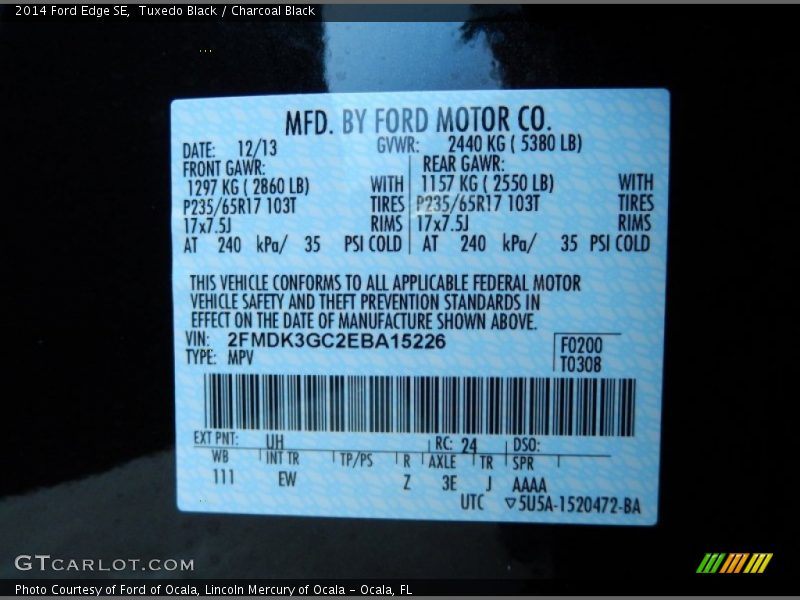 2014 Ford Edge SE,  Tuxedo Black / Charcoal Black
MFD. BY FORD MOTOR CO.
DATE: 12/13 GVWR: 2440 KG ( 5380 LB)
FRONT GAWR: REAR GAWR:
1297 KG ( 2860 LB) WITH 1157 KG ( 2550 LB) WITH
P235/65R17 103T TIRES P235/65R17 103T TIRES
17x7.5J RIMS 17x7.5J RIMS
AT 240 kPa/ 35 PSI COLD AT 240 kPa/ 35 PSI COLD
THIS VEHICLE CONFORMS TO ALL APPLICABLE FEDERAL MOTOR
VEHICLE SAFETY AND THEFT PREVENTION STANDARDS IN
EFFECT ON THE DATE OF MANUFACTURE SHOWN ABOVE.
VIN: 2FMDK3GC2EBA15226 F0200
TYPE: MPV T0308
EXT PNT: UH RC: 24 DSO:
WB INT TR TP/PS R AXLE TR SPR
111 EW Z 3E J AAAA
UTC ▽5U5A-1520472-BA
GTCARLOT.COM
Photo Courtesy of Ford of Ocala, Lincoln Mercury of Ocala – Ocala, FL